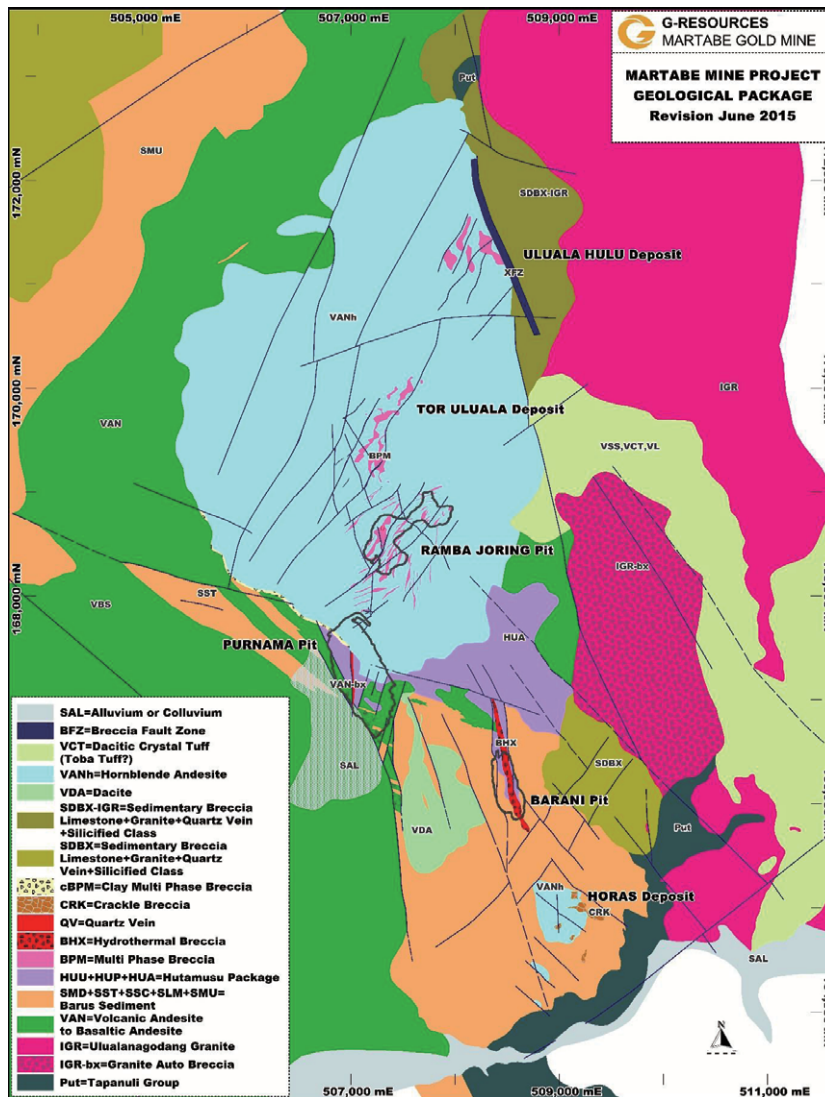 505,000 mE
507,000 mE
509,000 mE
G-RESOURCES
MARTABE GOLD MINE
MARTABE MINE PROJECT
GEOLOGICAL PACKAGE
Revision June 2015
Put
SMU
172,000 mN
SDBX-IGR
ULUALA HULU Deposit
XFZ
VANh
170,000 mN
IGR
TOR ULUALA Deposit
VAN
VSS,VCT,VL
BPM
RAMBA JORING Pit
IGR-bx
168,000 mN
SST
VBS
HUA
PURNAMA Pit
VAN-bx
BHX
SAL
SDBX
BARANI Pit
VDA
Put
VANh
HORAS Deposit
CRK
SAL
SAL=Alluvium or Colluvium
BFZ=Breccia Fault Zone
VCT=Dacitic Crystal Tuff
(Toba Tuff?)
VANh=Hornblende Andesite
VDA=Dacite
SDBX-IGR=Sedimentary Breccia
Limestone+Granite+Quartz Vein
+Silicified Class
SDBX=Sedimentary Breccia
Limestone+Granite+Quartz
Vein+Silicified Class
cBPM=Clay Multi Phase Breccia
CRK=Crackle Breccia
QV=Quartz Vein
BHX=Hydrothermal Breccia
BPM=Multi Phase Breccia
HUU+HUP+HUA=Hutamusu Package
SMD+SST+SSC+SLM+SMU=
Barus Sediment
VAN=Volcanic Andesite
to Basaltic Andesite
IGR=Ulualanagodang Granite
IGR-bx=Granite Auto Breccia
Put=Tapanuli Group
N
507,000 mE
509,000 mE
511,000 mE